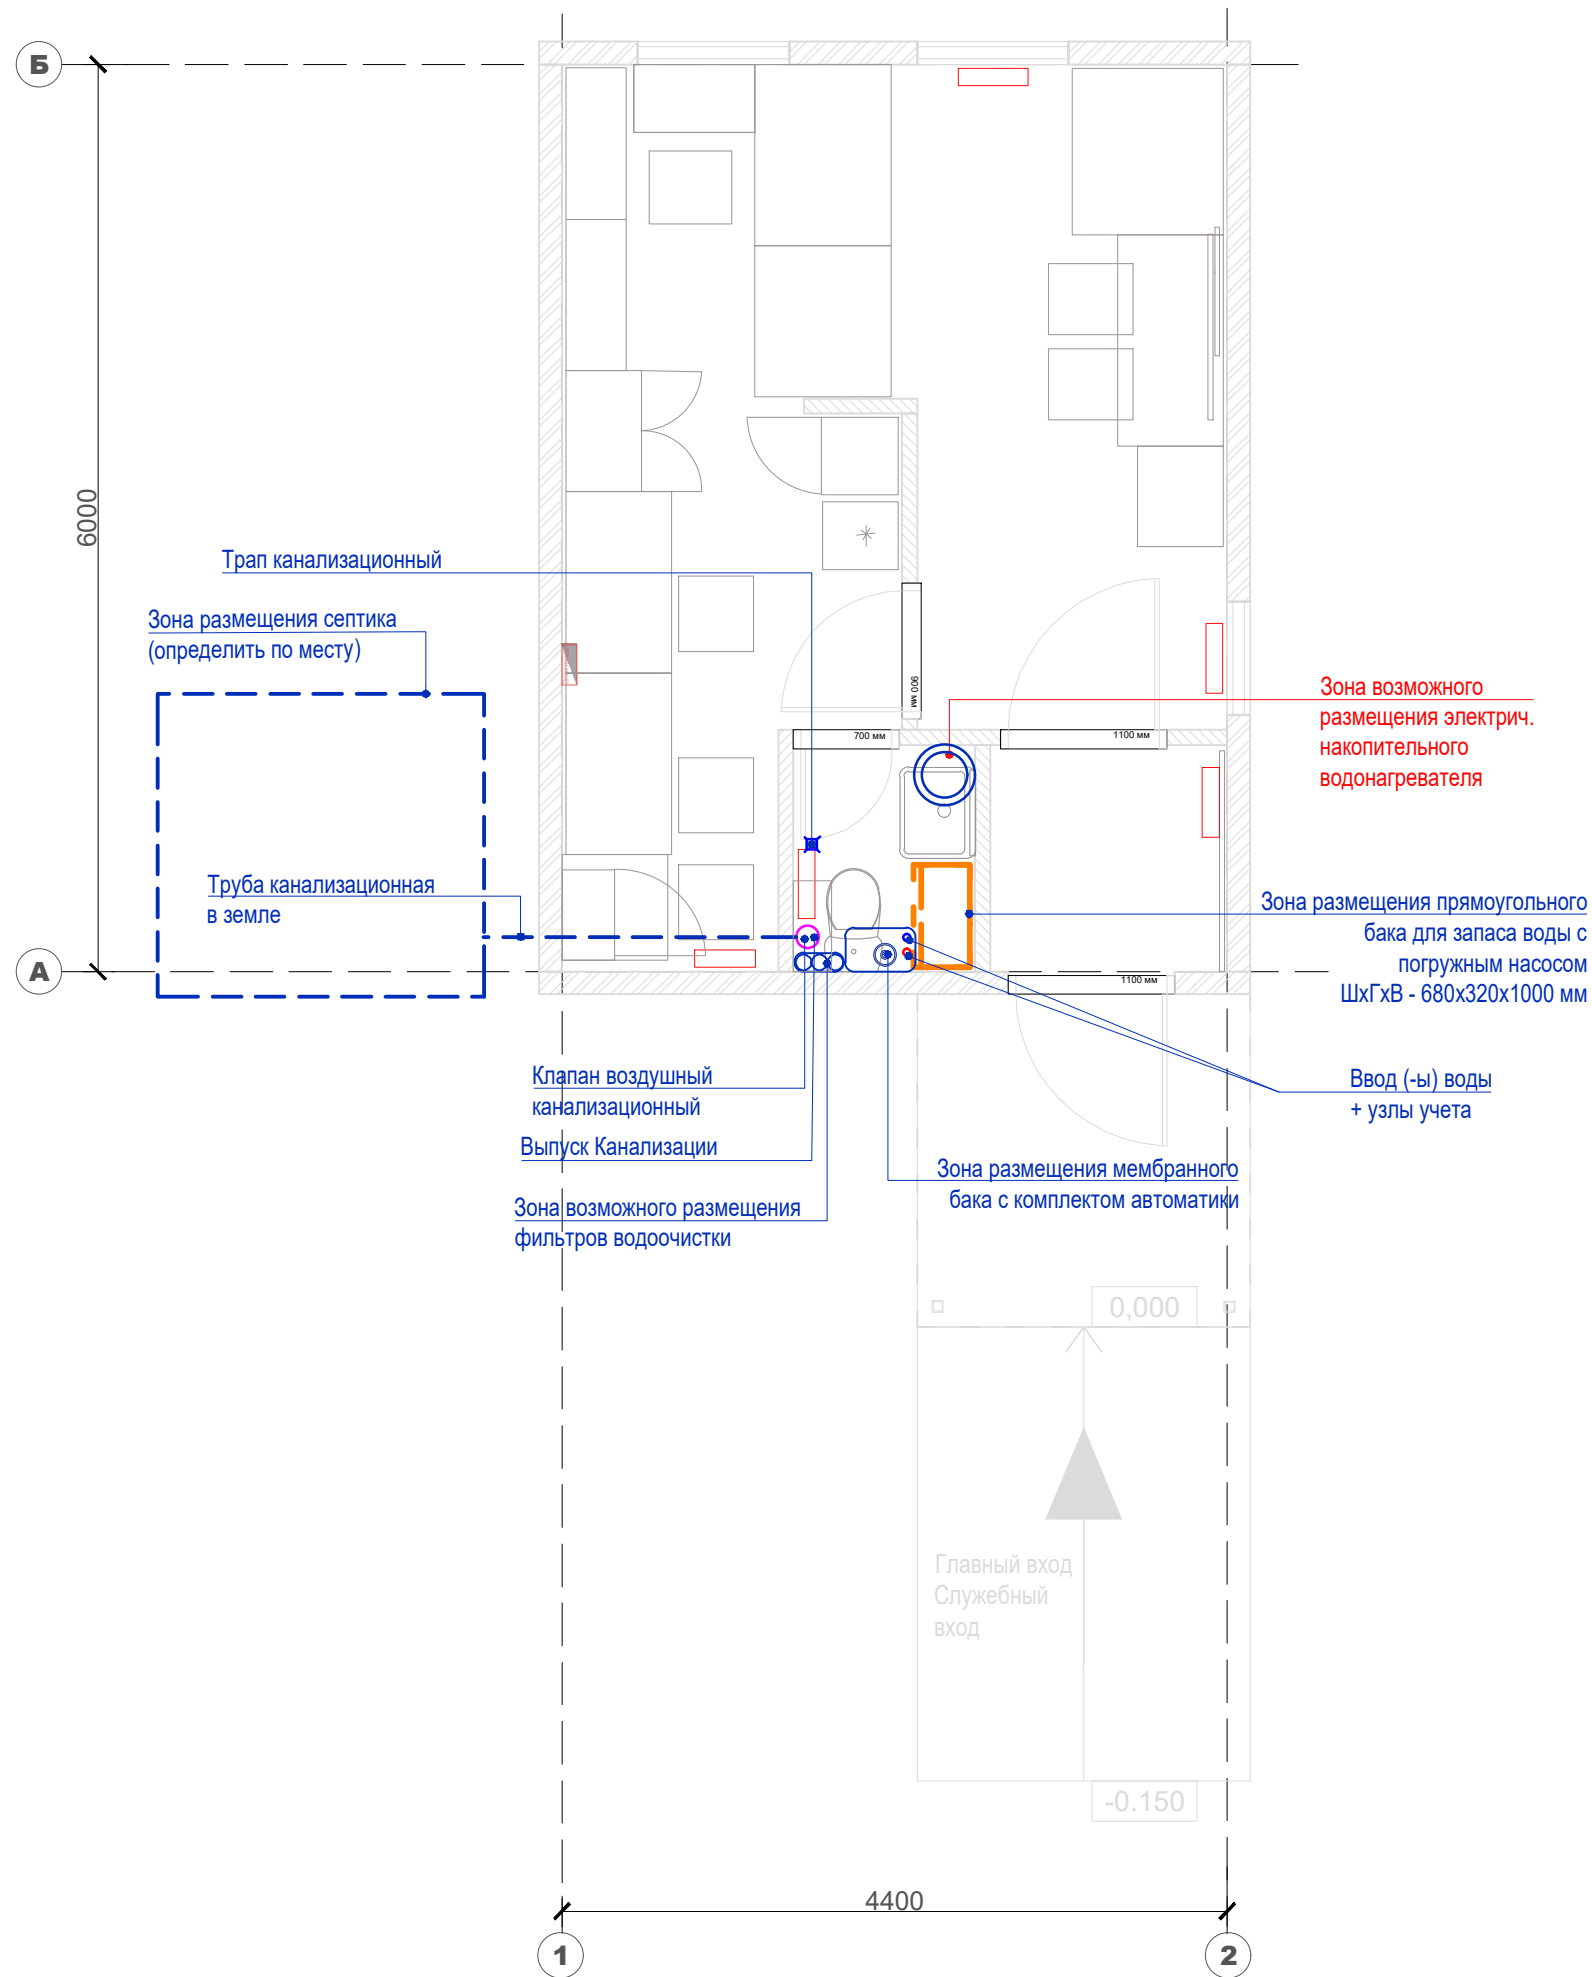 Б
6000
Трап канализационный
Зона размещения септика
(определить по месту)
900 мм
Зона возможного
размещения электрич.
накопительного
водонагревателя
700 мм
1100 мм
Труба канализационная
в земле
Зона размещения прямоугольного
бака для запаса воды с
погружным насосом
ШхГхВ - 680х320х1000 мм
А
1100 мм
Клапан воздушный
канализационный
Ввод (-ы) воды
+ узлы учета
Выпуск Канализации
Зона размещения мембранного
бака с комплектом автоматики
Зона возможного размещения
фильтров водоочистки
0,000
Главный вход
Служебный
вход
-0.150
4400
1
2